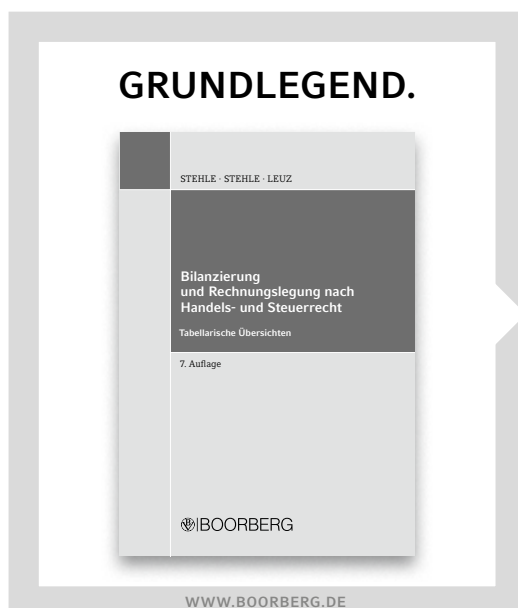 GRUNDLEGEND.
STEHLE · STEHLE · LEUZ
Bilanzierung
und Rechnungslegung nach
Handels- und Steuerrecht
Tabellarische Übersichten
7. Auflage
BOORBERG
WWW.BOORBERG.DE